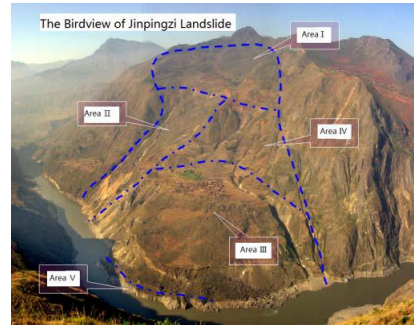 The Birdview of Jinpingzi Landslide
Area Ⅰ
Area Ⅱ
Area Ⅳ
Area Ⅲ
Area Ⅴ